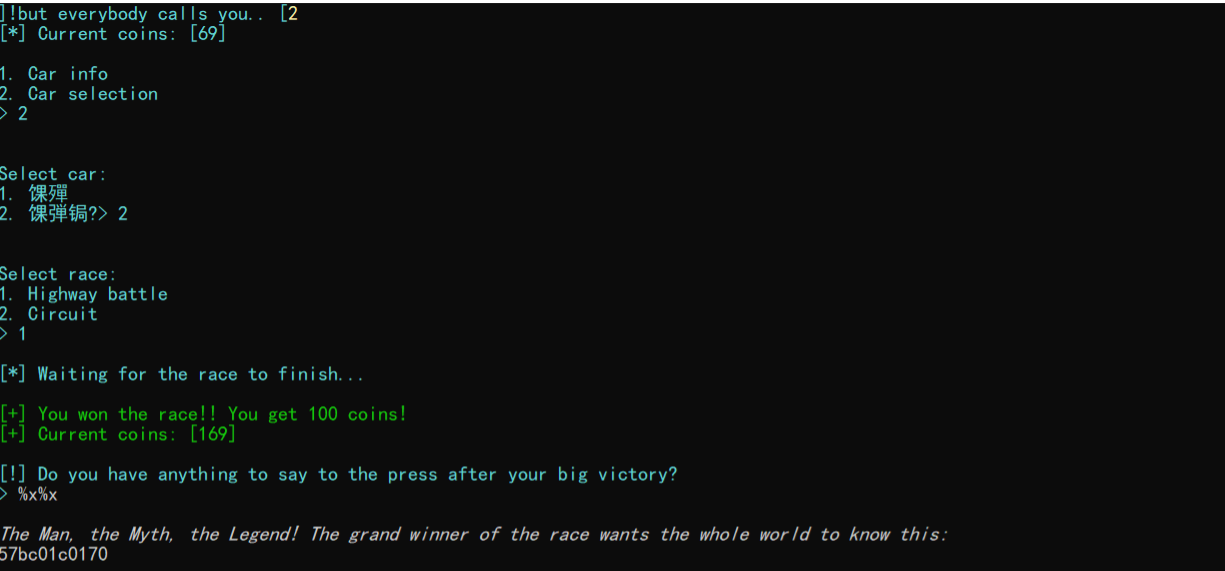 ]!but everybody calls you.. [2
[*] Current coins: [69]
1. Car info
2. Car selection
> 2
Select car:
1. 馃殫
2. 馃弾锔?> 2
Select race:
1. Highway battle
2. Circuit
> 1
[*] Waiting for the race to finish...
[+] You won the race!! You get 100 coins!
[+] Current coins: [169]
[!] Do you have anything to say to the press after your big victory?
> %x%x
The Man, the Myth, the Legend! The grand winner of the race wants the whole world to know this:
57bc01c0170